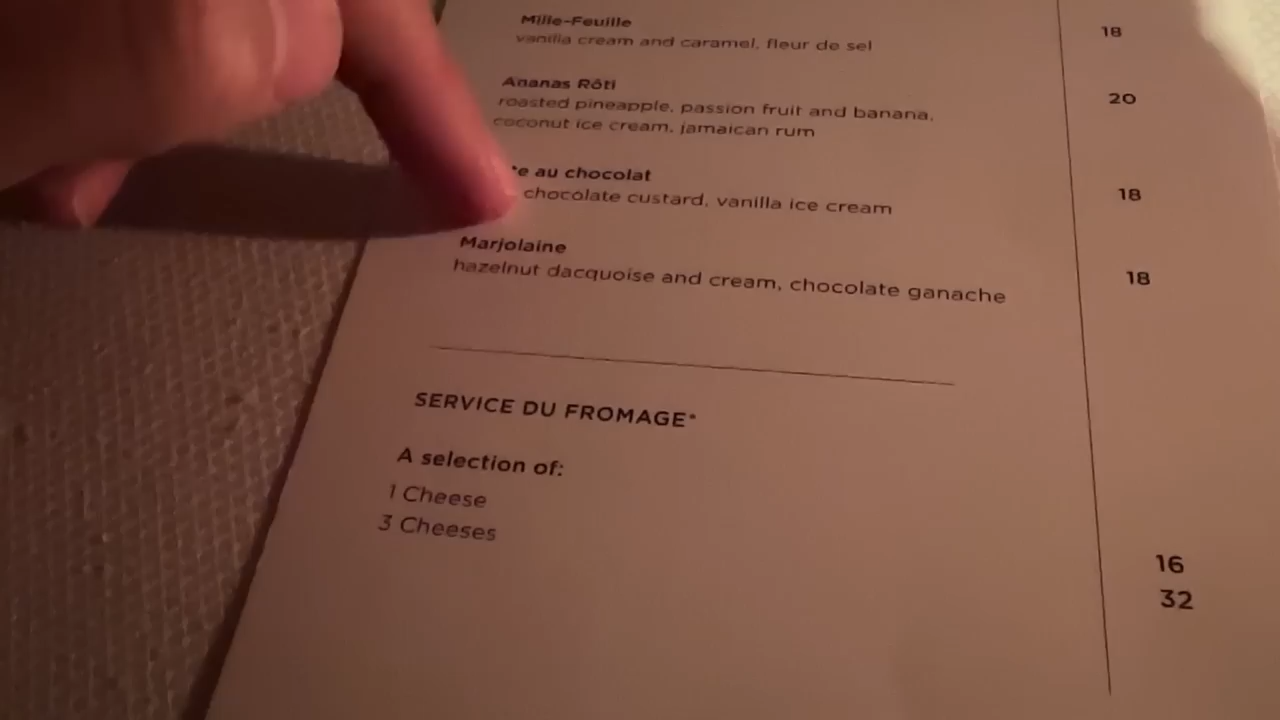 Mille-Feuille
vanilla cream and caramel, fleur de sel
18
Ananas Rôti
roasted pineapple, passion fruit and banana,
coconut ice cream, jamaican rum
20
au chocolat
chocolate custard, vanilla ice cream
18
Marjolaine
hazelnut dacquoise and cream, chocolate ganache
18
SERVICE DU FROMAGE*
A selection of:
1 Cheese
3 Cheeses
16
32